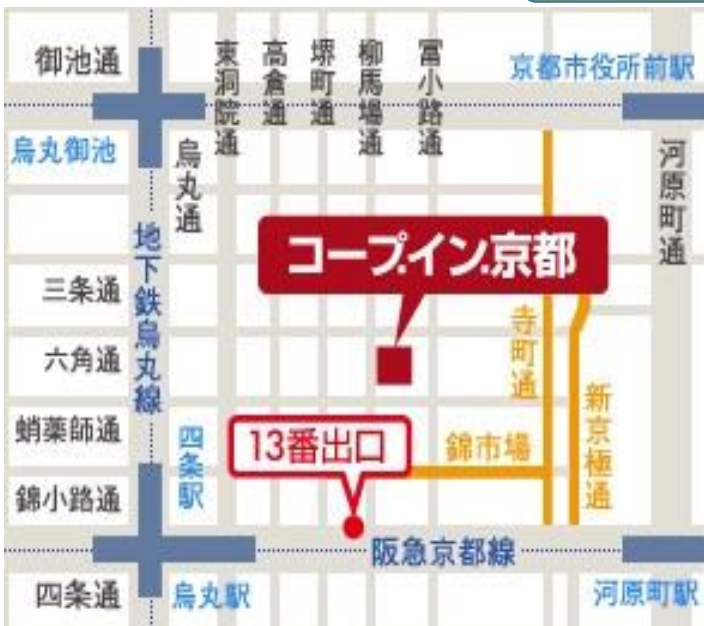 御池通
東洞院通
高倉通
堺町通
柳馬場通
冨小路通
京都市役所前駅
烏丸御池
烏丸通
河原町通
地下鉄烏丸線
コープ.イン.京都
三条通
寺町通
六角通
新京極通
蛸薬師通
四条駅
13番出口
錦市場
錦小路通
阪急京都線
四条通
烏丸駅
河原町駅